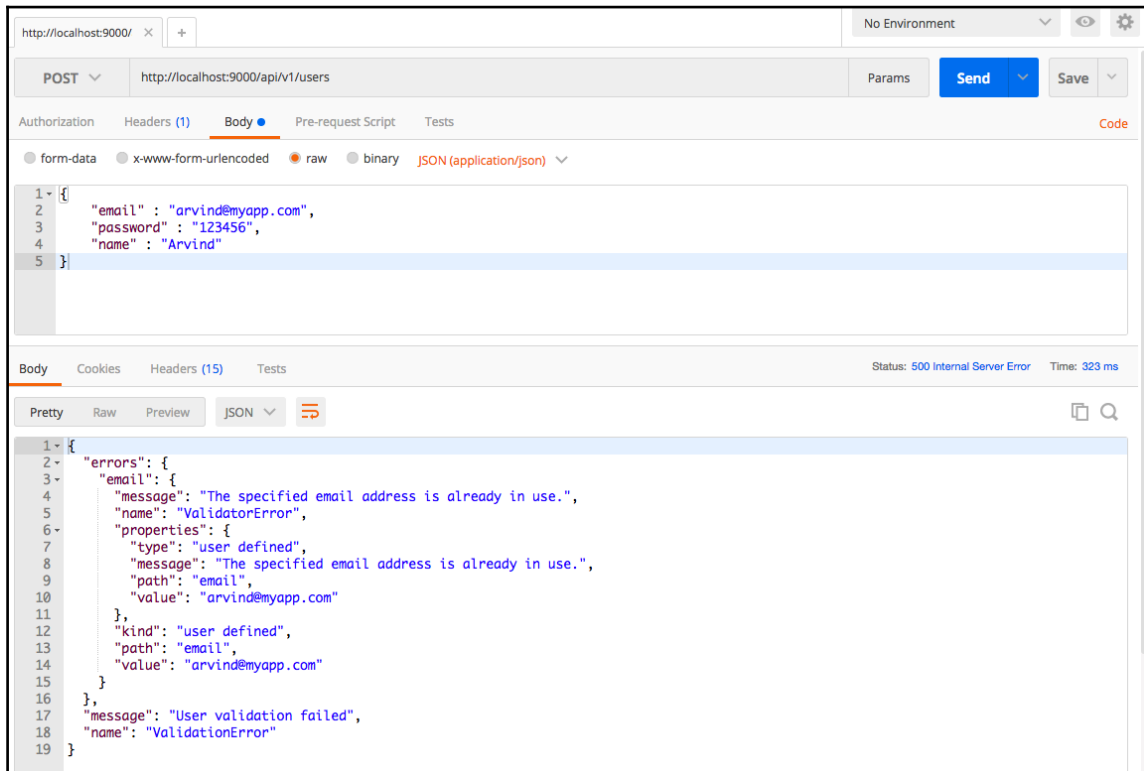 http://localhost:9000/ × +
No Environment
POST http://localhost:9000/api/v1/users Params Send Save
Authorization Headers (1) Body Pre-request Script Tests Code
form-data x-www-form-urlencoded raw binary JSON (application/json)
1 {
2 "email" : "arvind@myapp.com",
3 "password" : "123456",
4 "name" : "Arvind"
5 }
Body Cookies Headers (15) Tests Status: 500 Internal Server Error Time: 323 ms
Pretty Raw Preview JSON
1 {
2 "errors": {
3 "email": {
4 "message": "The specified email address is already in use.",
5 "name": "ValidatorError",
6 "properties": {
7 "type": "user defined",
8 "message": "The specified email address is already in use.",
9 "path": "email",
10 "value": "arvind@myapp.com"
11 },
12 "kind": "user defined",
13 "path": "email",
14 "value": "arvind@myapp.com"
15 }
16 },
17 "message": "User validation failed",
18 "name": "ValidationError"
19 }